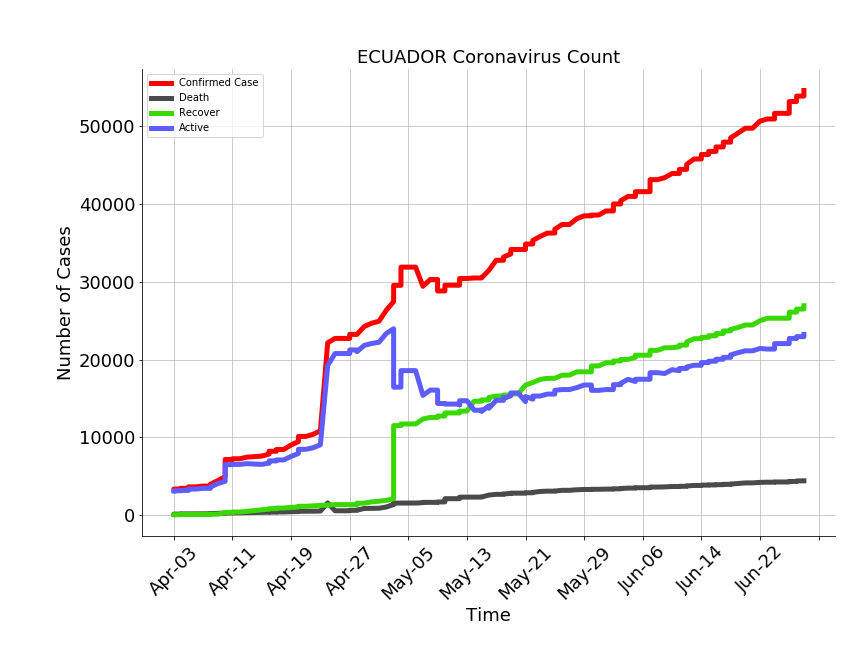 ECUADOR Coronavirus Count
Confirmed Case
Death
Recover
Active
Number of Cases
50000
40000
30000
20000
10000
0
Apr-03
Apr-11
Apr-19
Apr-27
May-05
May-13
May-21
May-29
Jun-06
Jun-14
Jun-22
Time